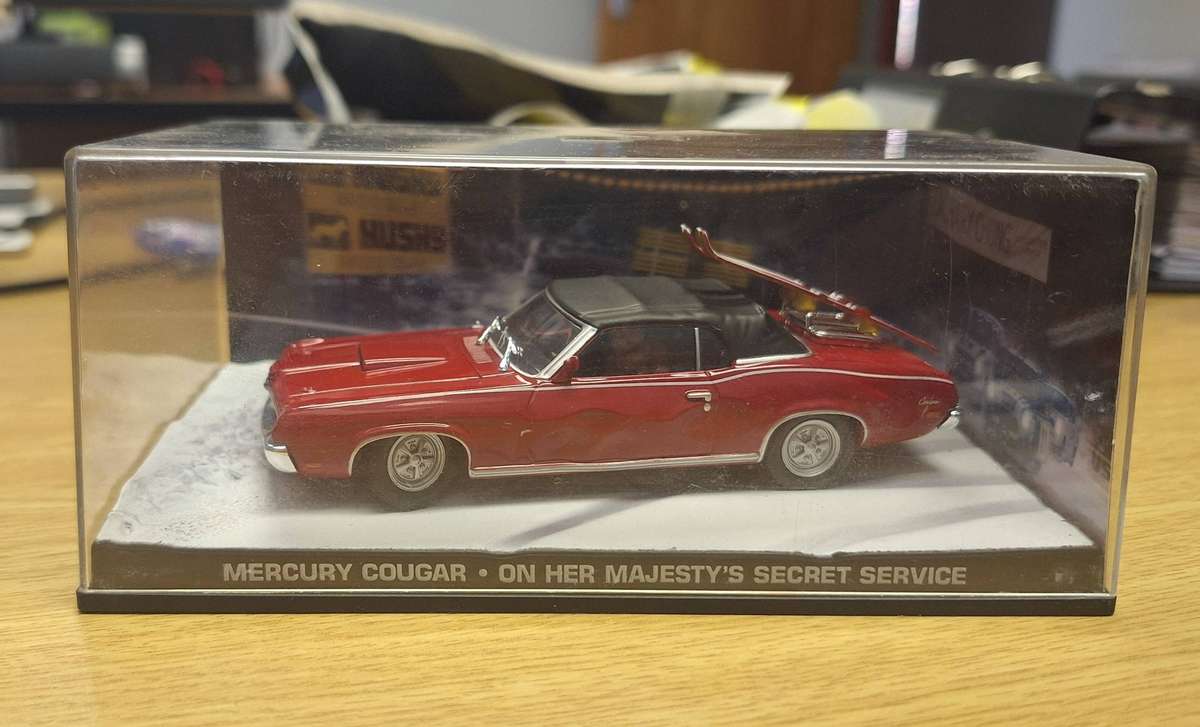 MERCURY COUGAR • ON HER MAJESTY'S SECRET SERVICE